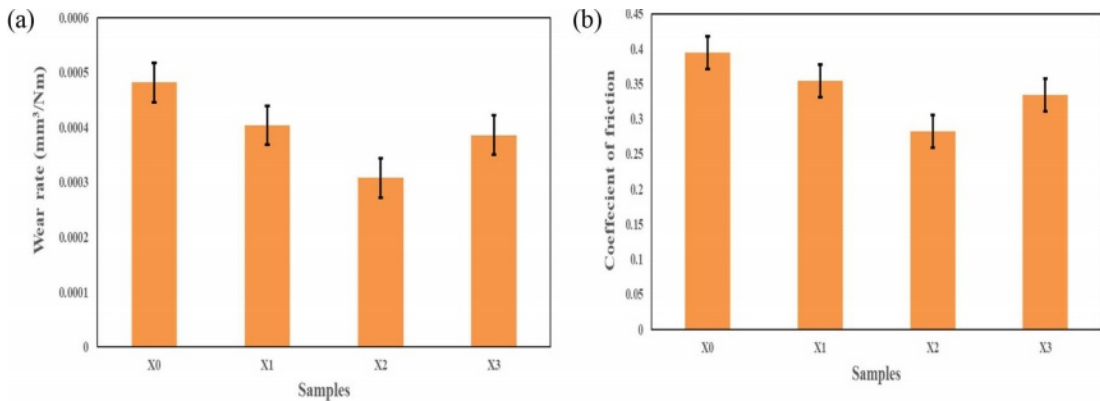 (a)
0.0006
0.0005
0.0004
0.0003
0.0002
0.0001
0
Wear rate (mm³/Nm)
X0 X1 X2 X3
Samples
(b)
0.45
0.4
0.35
0.3
0.25
0.2
0.15
0.1
0.05
0
Coeffecient of friction
X0 X1 X2 X3
Samples